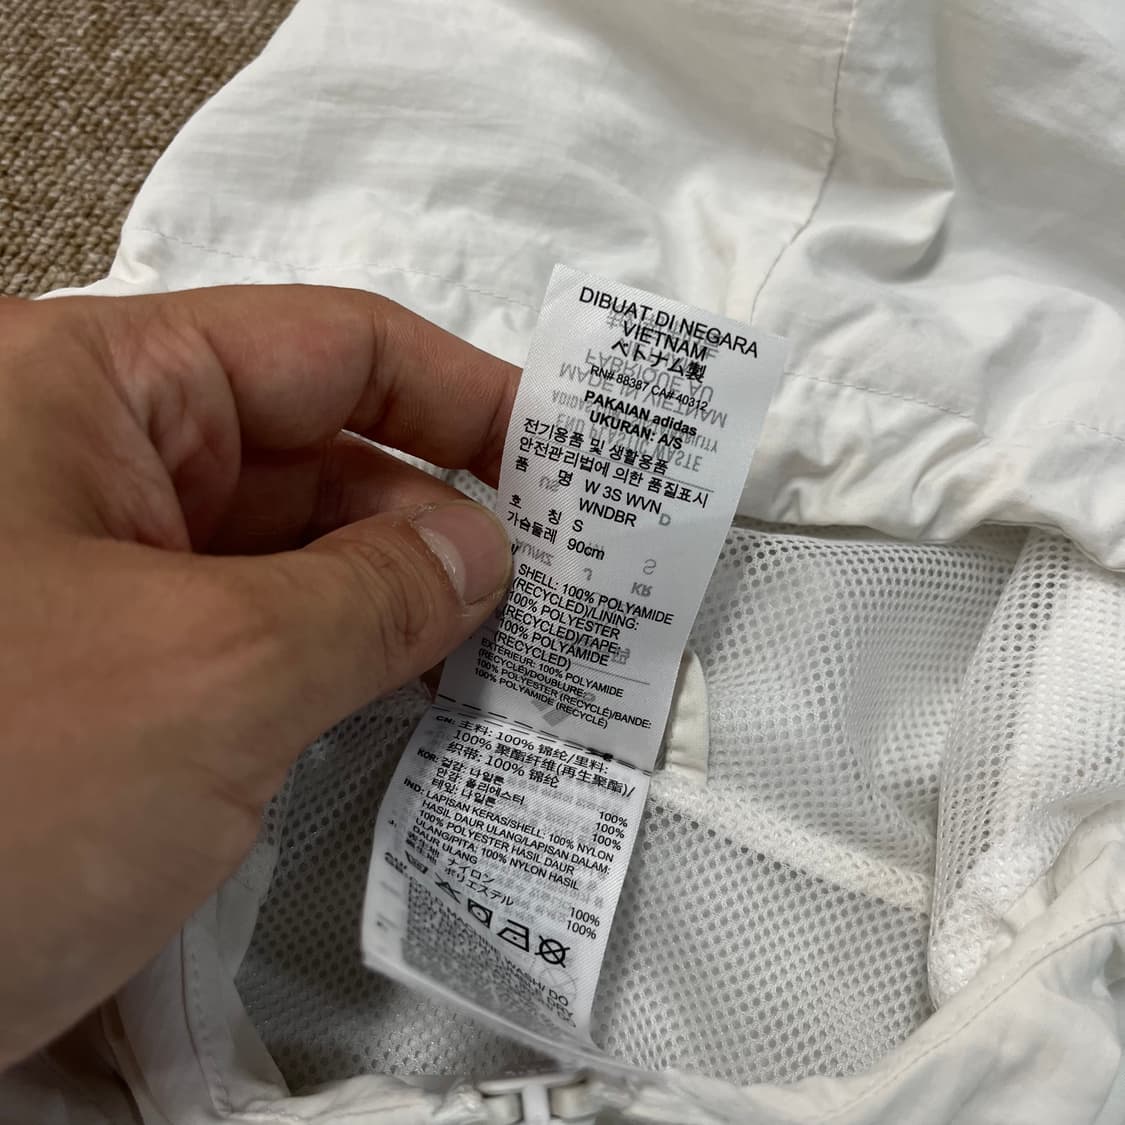 DIBUAT DI NEGARA
VIETNAM
ベトナム製
RN# 88387 CA# 40312
PAKAIAN adidas
UKURAN: A/S
전기용품 및 생활용품
안전관리법에 의한 품질표시
품 명 W 3S WVN
WNDBR
호 칭 S
가슴둘레 90cm
SHELL: 100% POLYAMIDE
(RECYCLED)/LINING:
100% POLYESTER
(RECYCLED)/TAPE:
100% POLYAMIDE
(RECYCLED)
EXTÉRIEUR: 100% POLYAMIDE
(RECYCLÉ)/DOUBLURE:
100% POLYESTER (RECYCLÉ)/BANDE:
100% POLYAMIDE (RECYCLÉ)
CN: 主料: 100% 锦纶/里料:
100% 聚酯纤维(再生聚酯)/
织带: 100% 锦纶
KOR: 겉감: 나일론 100%
안감: 폴리에스터 100%
테잎: 나일론 100%
IND: LAPISAN KERAS/SHELL: 100% NYLON
HASIL DAUR ULANG/LAPISAN DALAM:
100% POLYESTER HASIL DAUR
ULANG/PITA: 100% NYLON HASIL
DAUR ULANG
ナイロン 100%
ポリエステル 100%